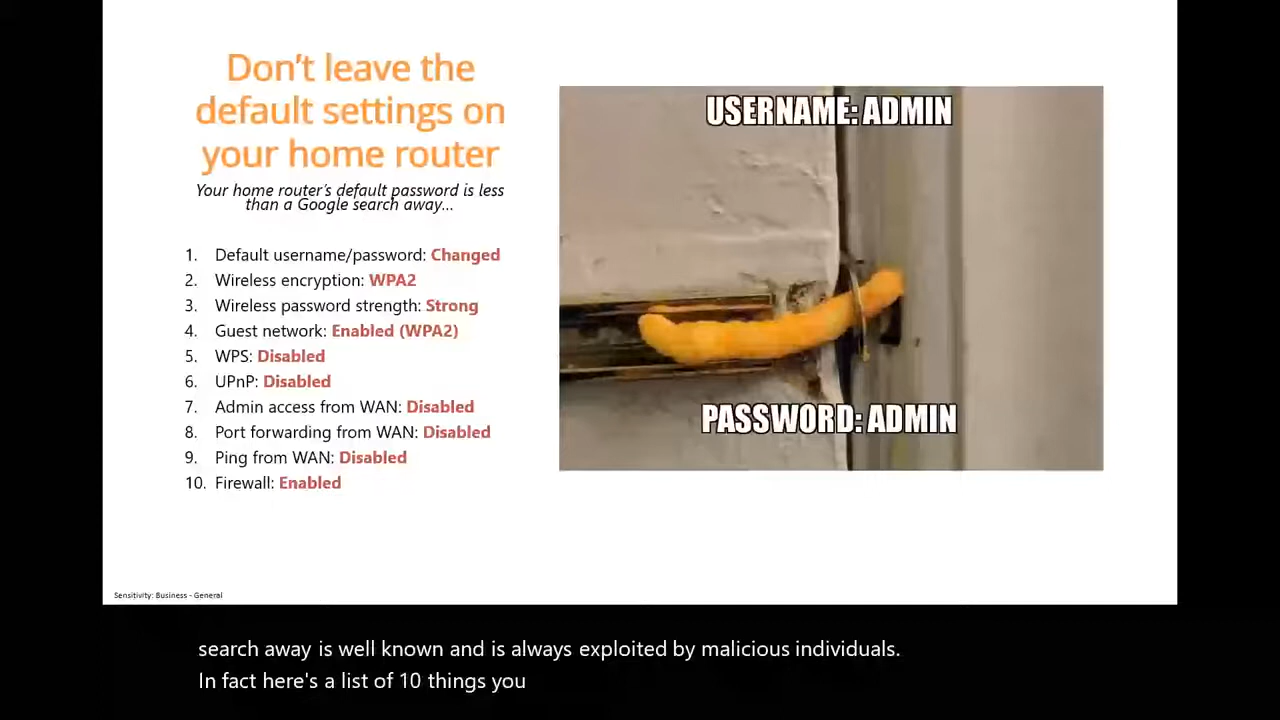 Don't leave the
default settings on
your home router
Your home router's default password is less
than a Google search away...
1. Default username/password: Changed
2. Wireless encryption: WPA2
3. Wireless password strength: Strong
4. Guest network: Enabled (WPA2)
5. WPS: Disabled
6. UPnP: Disabled
7. Admin access from WAN: Disabled
8. Port forwarding from WAN: Disabled
9. Ping from WAN: Disabled
10. Firewall: Enabled
USERNAME: ADMIN
PASSWORD: ADMIN
Sensitivity: Business - General
search away is well known and is always exploited by malicious individuals.
In fact here's a list of 10 things you